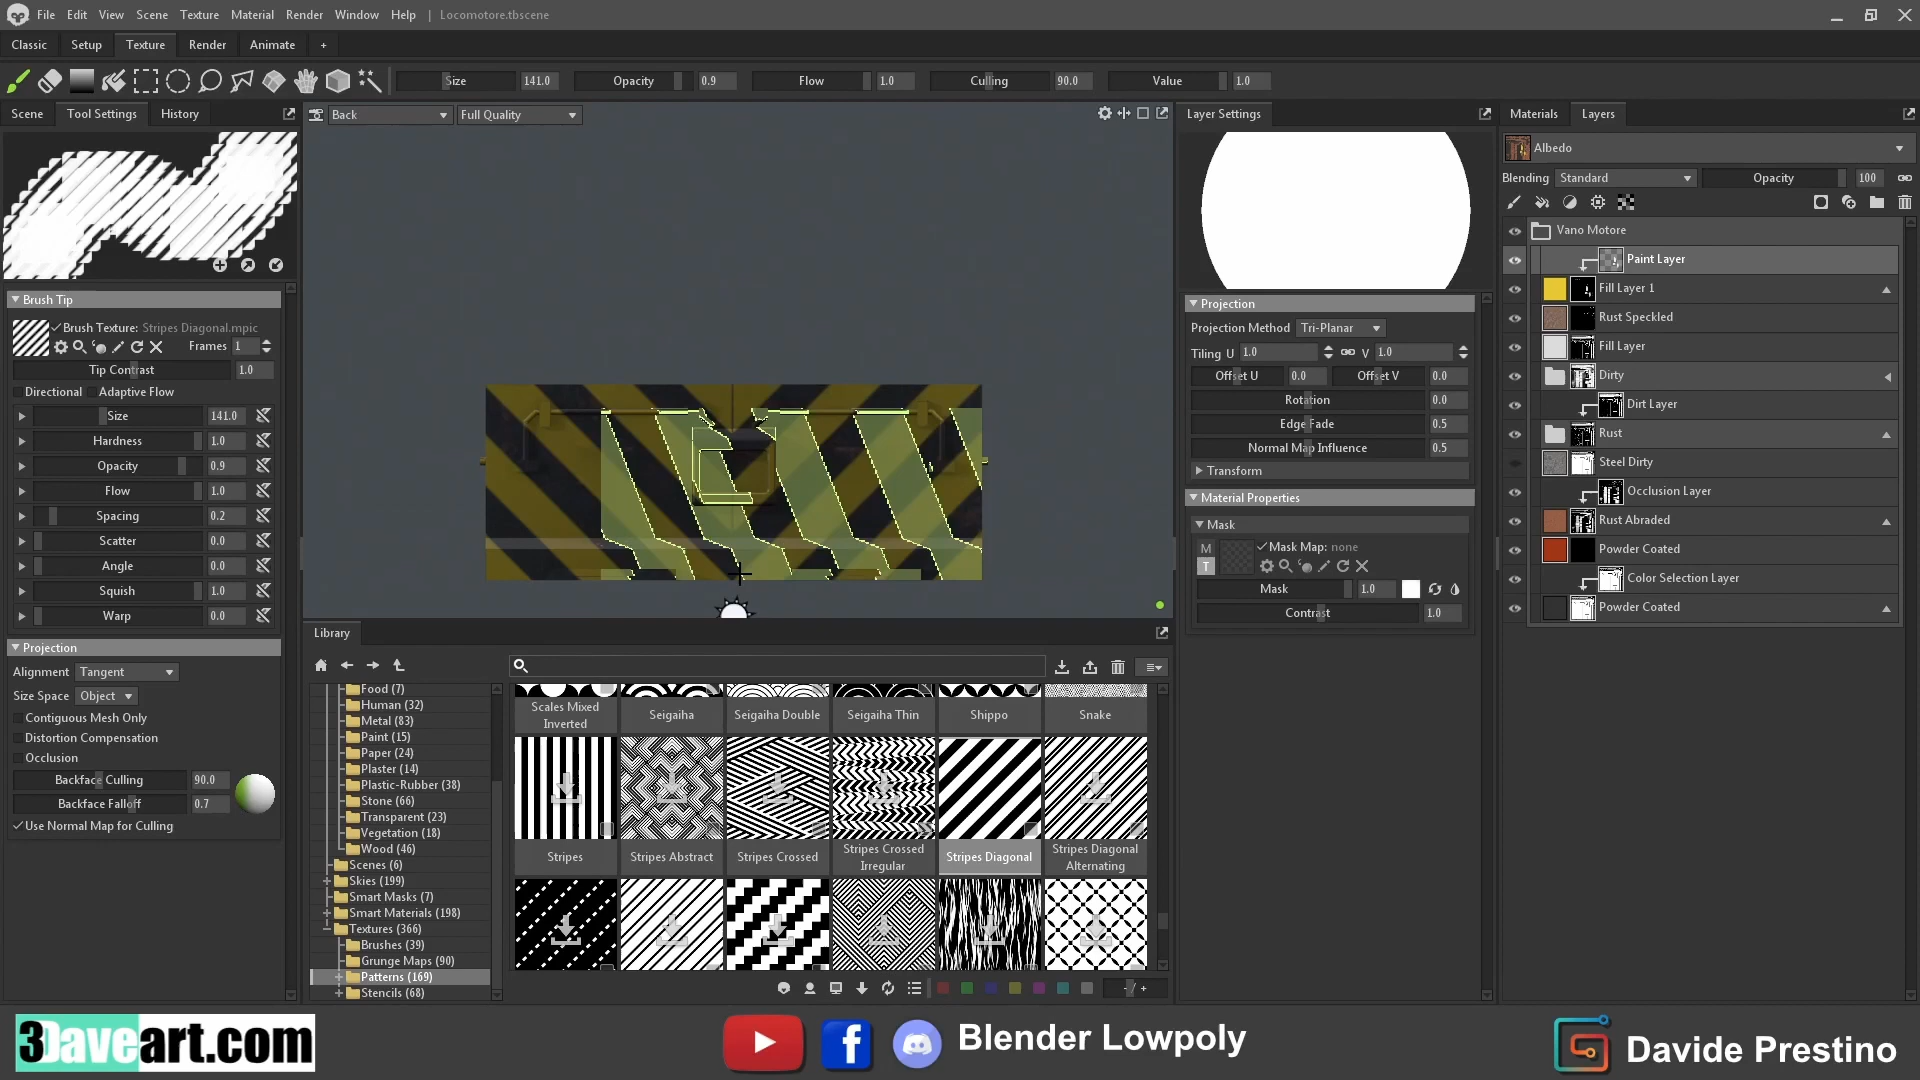 File Edit View Scene Texture Material Render Window Help | Locomotore.tbscene
Classic Setup Texture Render Animate +
Size 141.0 Opacity 0.9 Flow 1.0 Culling 90.0 Value 1.0
Scene Tool Settings History
Back Full Quality
Layer Settings
Materials Layers
Albedo
Blending Standard Opacity 100
Brush Tip
Brush Texture: Stripes Diagonal.mpic
Frames 1
Tip Contrast 1.0
Directional Adaptive Flow
Size 141.0
Hardness 1.0
Opacity 0.9
Flow 1.0
Spacing 0.2
Scatter 0.0
Angle 0.0
Squish 1.0
Warp 0.0
Projection
Alignment Tangent
Size Space Object
Contiguous Mesh Only
Distortion Compensation
Occlusion
Backface Culling 90.0
Backface Falloff 0.7
Use Normal Map for Culling
Library
Food (7)
Human (32)
Metal (83)
Paint (15)
Paper (24)
Plaster (14)
Plastic-Rubber (38)
Stone (66)
Transparent (23)
Vegetation (18)
Wood (46)
Scenes (6)
Skies (199)
Smart Masks (7)
Smart Materials (198)
Textures (366)
Brushes (39)
Grunge Maps (90)
Patterns (169)
Stencils (68)
Scales Mixed Inverted
Seigaiha
Seigaiha Double
Seigaiha Thin
Shippo
Snake
Stripes
Stripes Abstract
Stripes Crossed
Stripes Crossed Irregular
Stripes Diagonal
Stripes Diagonal Alternating
-/+
Projection
Projection Method Tri-Planar
Tiling U 1.0 V 1.0
Offset U 0.0 Offset V 0.0
Rotation 0.0
Edge Fade 0.5
Normal Map Influence 0.5
Transform
Material Properties
Mask
M
T
Mask Map: none
Mask 1.0
Contrast 1.0
Vano Motore
Paint Layer
Fill Layer 1
Rust Speckled
Fill Layer
Dirty
Dirt Layer
Rust
Steel Dirty
Occlusion Layer
Rust Abraded
Powder Coated
Color Selection Layer
Powder Coated
3Daveart.com
Blender Lowpoly
Davide Prestino